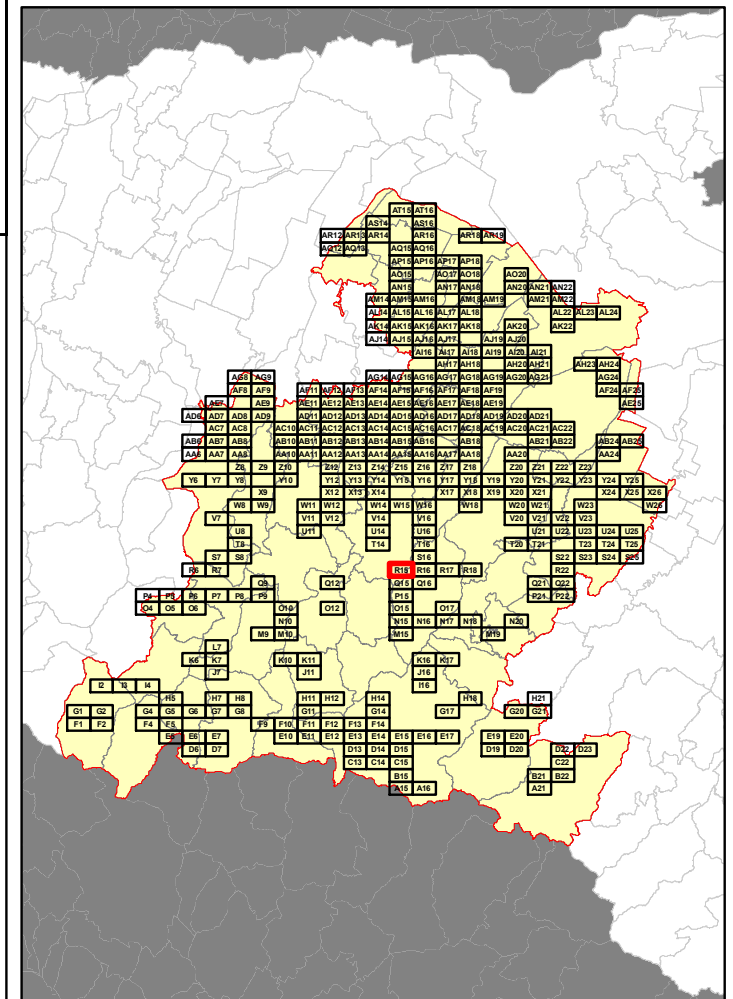 AT15 AT16
AS14 AS16
AR12 AR13 AR14 AR16 AR18 AR19
AQ12 AQ13 AQ15 AQ16
AP15 AP16 AP17 AP18
AO15 AO17 AO18 AO20
AN15 AN17 AN18 AN20 AN21 AN22
AM14 AM15 AM16 AM18 AM19 AM21 AM22
AL14 AL15 AL16 AL17 AL18 AL22 AL23 AL24
AK14 AK15 AK16 AK17 AK18 AK20 AK22
AJ14 AJ15 AJ16 AJ17 AJ19 AJ20
AI16 AI17 AI18 AI19 AI20 AI21
AH17 AH18 AH20 AH21 AH23 AH24
AG8 AG9 AG14 AG15 AG16 AG17 AG18 AG19 AG20 AG21 AG24
AF8 AF9 AF11 AF12 AF13 AF14 AF15 AF16 AF17 AF18 AF19 AF24 AF25
AE7 AE9 AE11 AE12 AE13 AE14 AE15 AE16 AE17 AE18 AE19 AE25
AD6 AD7 AD8 AD9 AD11 AD12 AD13 AD14 AD15 AD16 AD17 AD18 AD19 AD20 AD21
AC7 AC8 AC10 AC11 AC12 AC13 AC14 AC15 AC16 AC17 AC18 AC19 AC20 AC21 AC22
AB6 AB7 AB8 AB10 AB11 AB12 AB13 AB14 AB15 AB16 AB18 AB21 AB22 AB24 AB25
AA6 AA7 AA8 AA10 AA11 AA12 AA13 AA14 AA15 AA16 AA17 AA18 AA20 AA24
Z8 Z9 Z10 Z12 Z13 Z14 Z15 Z16 Z17 Z18 Z20 Z21 Z22 Z23
Y6 Y7 Y8 Y10 Y12 Y13 Y14 Y15 Y16 Y17 Y18 Y19 Y20 Y21 Y22 Y23 Y24 Y25
X9 X12 X13 X14 X17 X18 X19 X20 X21 X24 X25 X26
W8 W9 W11 W12 W14 W15 W16 W18 W20 W21 W23 W26
V7 V11 V12 V14 V16 V20 V21 V22 V23
U8 U11 U14 U16 U21 U22 U23 U24 U25
T8 T14 T16 T20 T21 T23 T24 T25
S7 S8 S16 S22 S23 S24 S25
R6 R7 R15 R16 R17 R18 R22
Q9 Q12 Q15 Q16 Q21 Q22
P4 P5 P6 P7 P8 P9 P15 P21 P22
O4 O5 O6 O10 O12 O15 O17
N10 N15 N16 N17 N18 N20
M9 M10 M15 M19
L7
K6 K7 K10 K11 K16 K17
J7 J11 J16
I2 I3 I4 I16
H5 H7 H8 H11 H12 H14 H18 H21
G1 G2 G4 G5 G6 G7 G8 G11 G14 G17 G20 G21
F1 F2 F4 F5 F9 F10 F11 F12 F13 F14
E5 E6 E7 E10 E11 E12 E13 E14 E15 E16 E17 E19 E20
D6 D7 D13 D14 D15 D19 D20 D22 D23
C13 C14 C15 C22
B15 B21 B22
A15 A16 A21